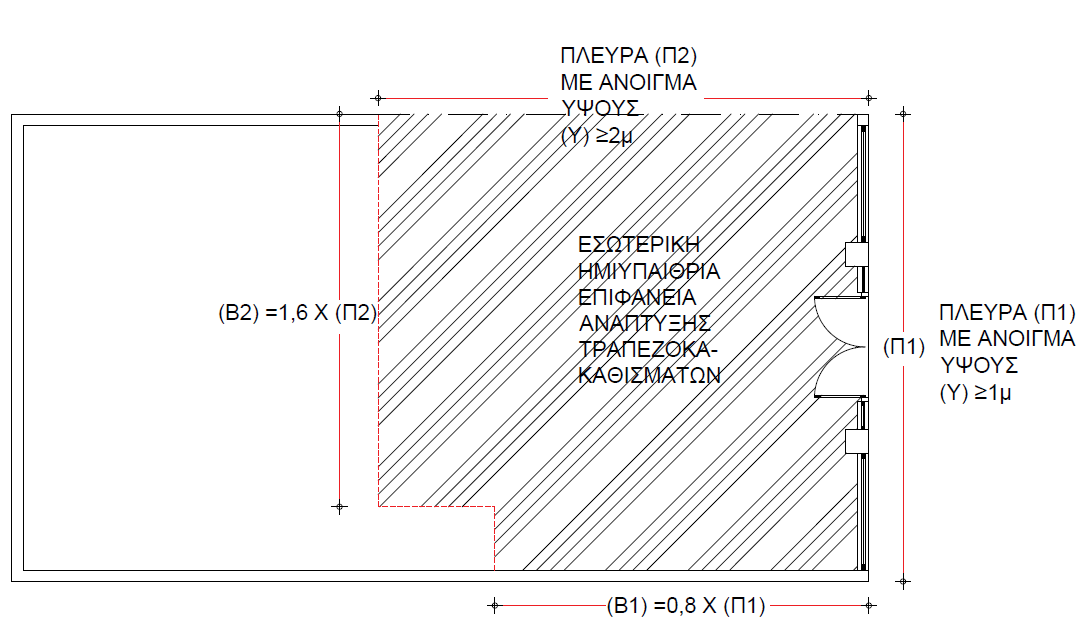 ΠΛΕΥΡΑ (Π2)
ΜΕ ΑΝΟΙΓΜΑ
ΥΨΟΥΣ
(Υ) ≥2μ
ΕΣΩΤΕΡΙΚΗ
ΗΜΙΥΠΑΙΘΡΙΑ
ΕΠΙΦΑΝΕΙΑ
ΑΝΑΠΤΥΞΗΣ
ΤΡΑΠΕΖΟΚΑ-
ΚΑΘΙΣΜΑΤΩΝ
(Β2) =1,6 Χ (Π2)
(Π1)
ΠΛΕΥΡΑ (Π1)
ΜΕ ΑΝΟΙΓΜΑ
ΥΨΟΥΣ
(Υ) ≥1μ
(Β1) =0,8 Χ (Π1)